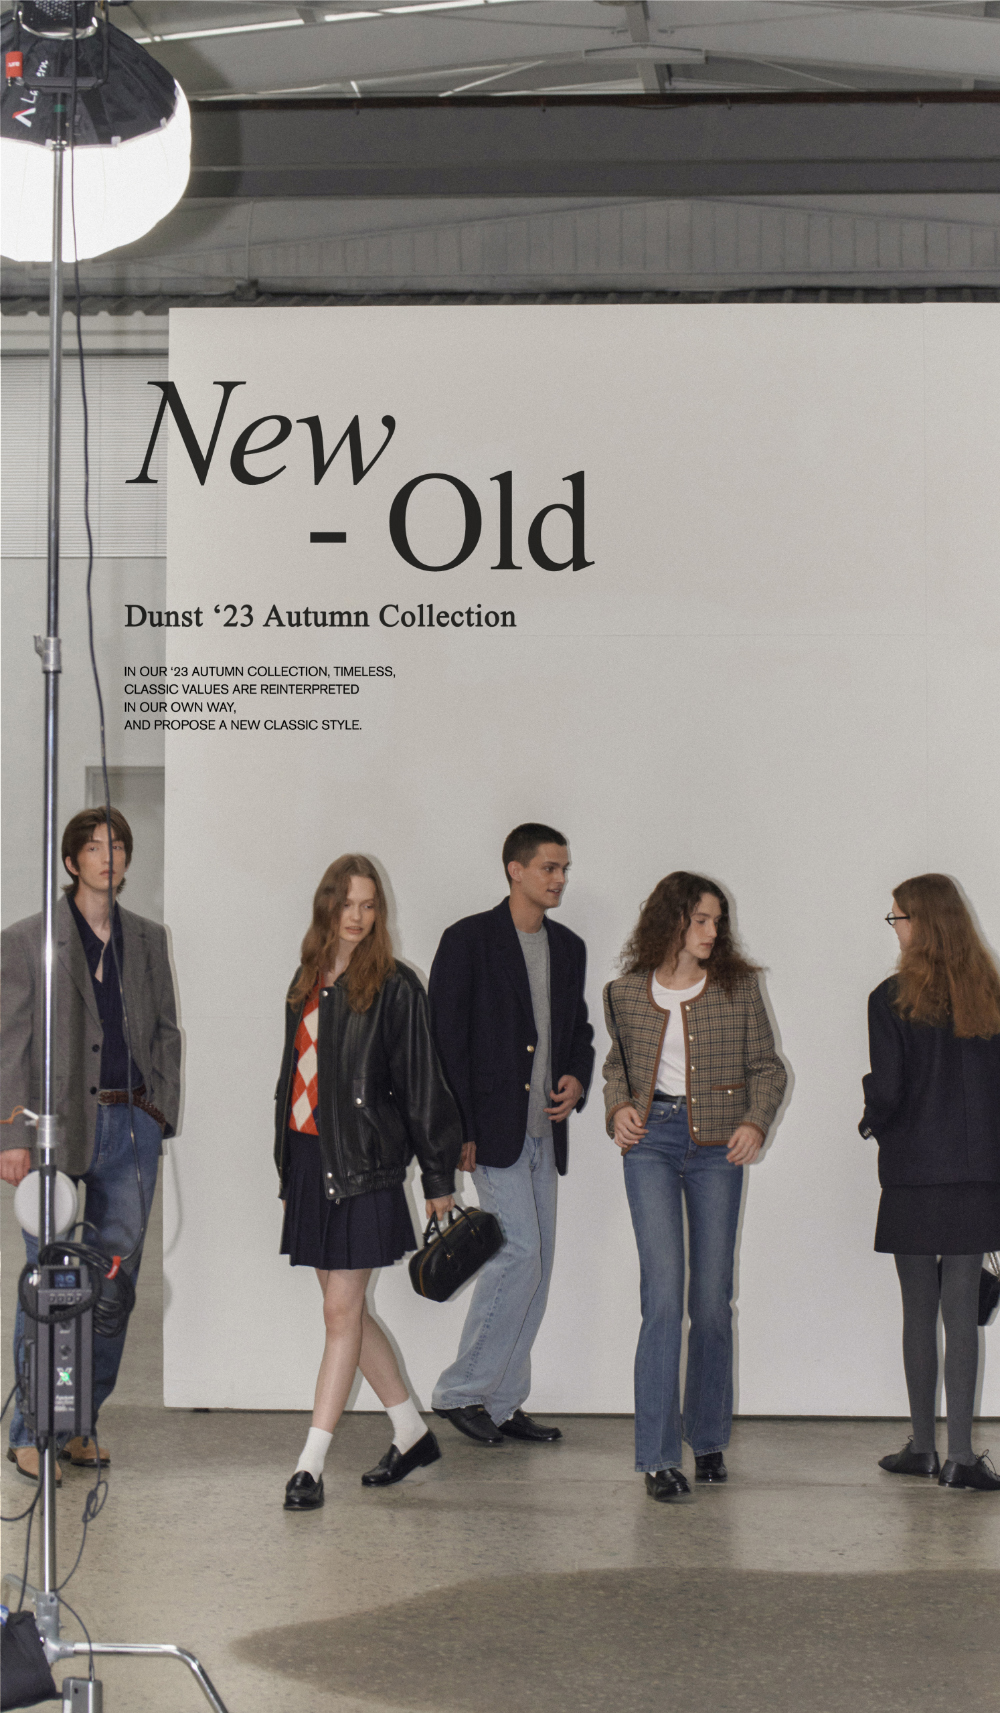 New
- Old
Dunst ‘23 Autumn Collection
IN OUR ‘23 AUTUMN COLLECTION, TIMELESS,
CLASSIC VALUES ARE REINTERPRETED
IN OUR OWN WAY,
AND PROPOSE A NEW CLASSIC STYLE.